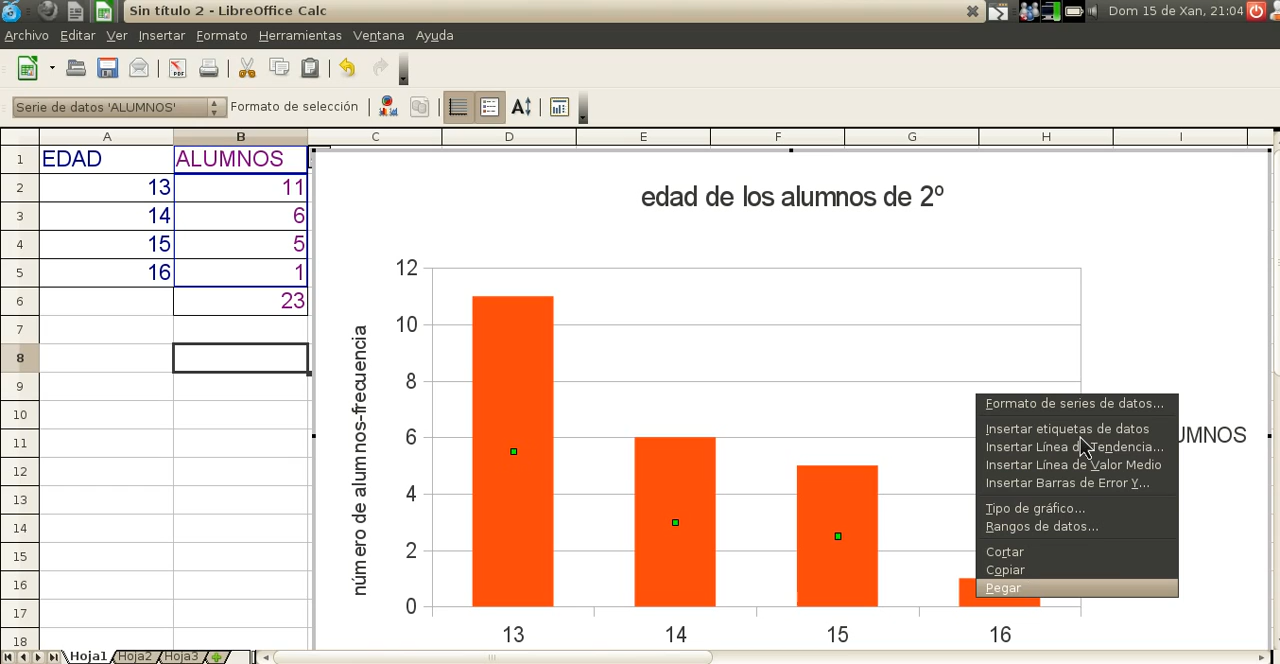 Sin título 2 - LibreOffice Calc
Dom 15 de Xan, 21:04
Archivo Editar Ver Insertar Formato Herramientas Ventana Ayuda
PDF
Serie de datos 'ALUMNOS'
Formato de selección
A B C D E F G H I
1 EDAD ALUMNOS
2 13 11
3 14 6
4 15 5
5 16 1
6 23
7
8
9
10
11
12
13
14
15
16
17
18
edad de los alumnos de 2º
número de alumnos-frecuencia
12
10
8
6
4
2
0
13 14 15 16
UMNOS
Formato de series de datos...
Insertar etiquetas de datos
Insertar Línea de Tendencia...
Insertar Línea de Valor Medio
Insertar Barras de Error Y...
Tipo de gráfico...
Rangos de datos...
Cortar
Copiar
Pegar
Hoja1 Hoja2 Hoja3